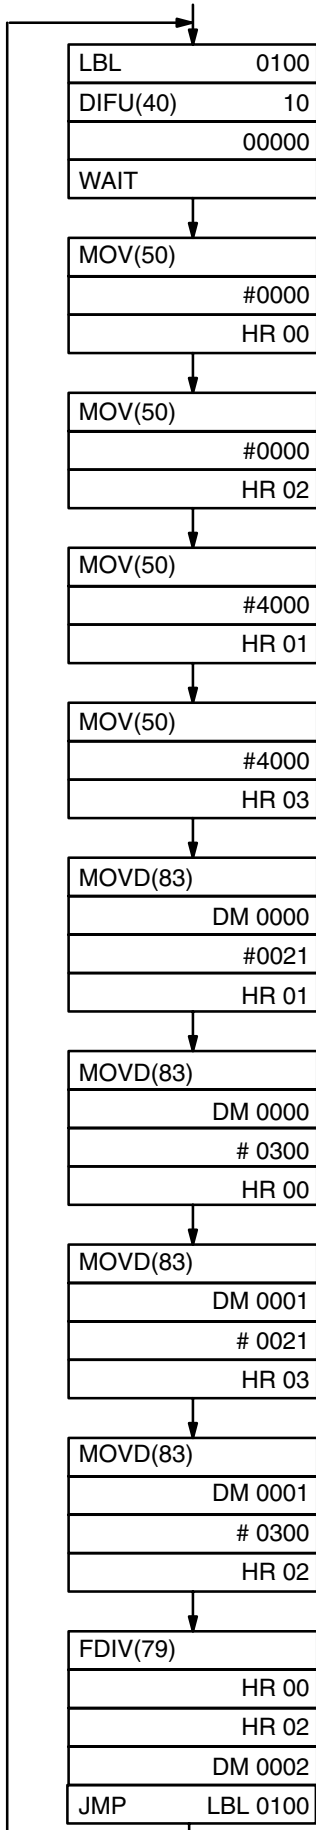 LBL 0100
DIFU(40) 10
00000
WAIT
MOV(50)
#0000
HR 00
MOV(50)
#0000
HR 02
MOV(50)
#4000
HR 01
MOV(50)
#4000
HR 03
MOVD(83)
DM 0000
#0021
HR 01
MOVD(83)
DM 0000
# 0300
HR 00
MOVD(83)
DM 0001
# 0021
HR 03
MOVD(83)
DM 0001
# 0300
HR 02
FDIV(79)
HR 00
HR 02
DM 0002
JMP LBL 0100